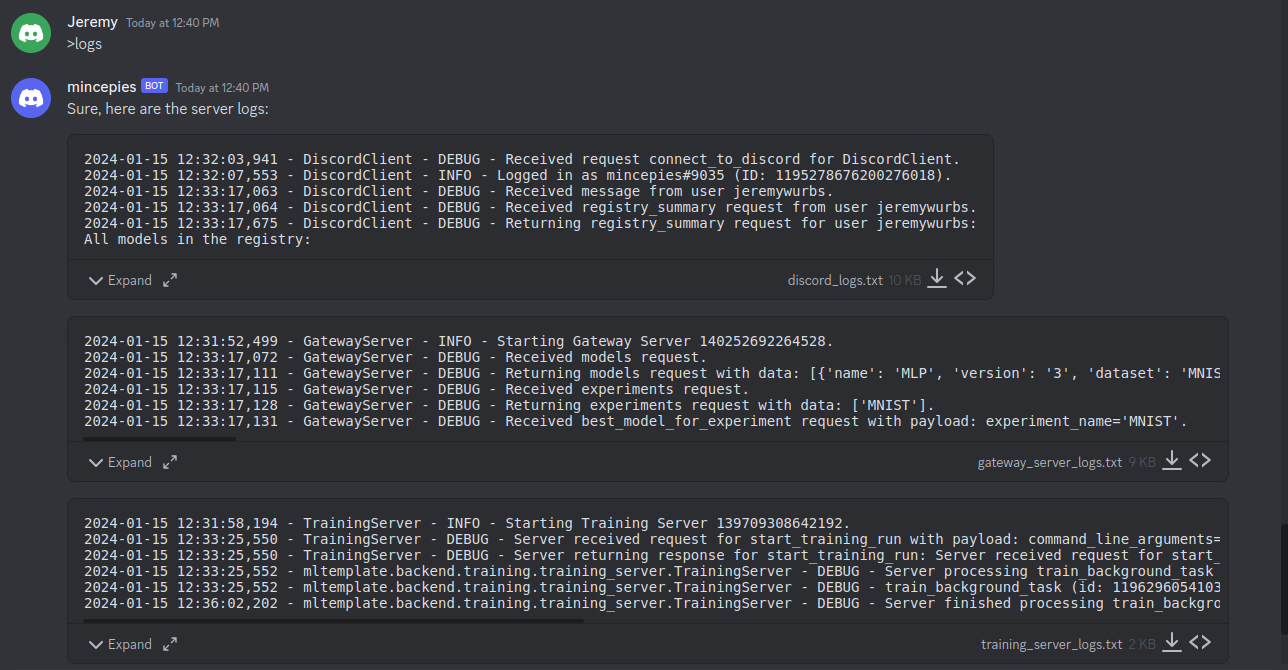 Jeremy Today at 12:40 PM
>logs
mincepies BOT Today at 12:40 PM
Sure, here are the server logs:
2024-01-15 12:32:03,941 - DiscordClient - DEBUG - Received request connect_to_discord for DiscordClient.
2024-01-15 12:32:07,553 - DiscordClient - INFO - Logged in as mincepies#9035 (ID: 1195278676200276018).
2024-01-15 12:33:17,063 - DiscordClient - DEBUG - Received message from user jeremywurbs.
2024-01-15 12:33:17,064 - DiscordClient - DEBUG - Received registry_summary request from user jeremywurbs.
2024-01-15 12:33:17,675 - DiscordClient - DEBUG - Returning registry_summary request for user jeremywurbs:
All models in the registry:
Expand discord_logs.txt 10 KB
2024-01-15 12:31:52,499 - GatewayServer - INFO - Starting Gateway Server 140252692264528.
2024-01-15 12:33:17,072 - GatewayServer - DEBUG - Received models request.
2024-01-15 12:33:17,111 - GatewayServer - DEBUG - Returning models request with data: [{'name': 'MLP', 'version': '3', 'dataset': 'MNIS
2024-01-15 12:33:17,115 - GatewayServer - DEBUG - Received experiments request.
2024-01-15 12:33:17,128 - GatewayServer - DEBUG - Returning experiments request with data: ['MNIST'].
2024-01-15 12:33:17,131 - GatewayServer - DEBUG - Received best_model_for_experiment request with payload: experiment_name='MNIST'.
Expand gateway_server_logs.txt 9 KB
2024-01-15 12:31:58,194 - TrainingServer - INFO - Starting Training Server 139709308642192.
2024-01-15 12:33:25,550 - TrainingServer - DEBUG - Server received request for start_training_run with payload: command_line_arguments=
2024-01-15 12:33:25,550 - TrainingServer - DEBUG - Server returning response for start_training_run: Server received request for start_
2024-01-15 12:33:25,552 - mltemplate.backend.training.training_server.TrainingServer - DEBUG - Server processing train_background_task
2024-01-15 12:33:25,552 - mltemplate.backend.training.training_server.TrainingServer - DEBUG - train_background_task (id: 1196296054103
2024-01-15 12:36:02,202 - mltemplate.backend.training.training_server.TrainingServer - DEBUG - Server finished processing train_backgro
Expand training_server_logs.txt 2 KB